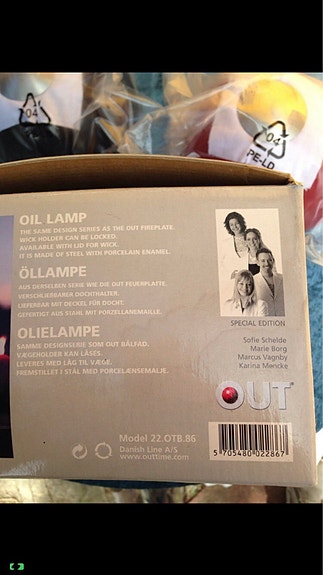 04
04
PE-LD
OIL LAMP
THE SAME DESIGN SERIES AS THE OUT FIREPLATE.
WICK HOLDER CAN BE LOCKED.
AVAILABLE WITH LID FOR WICK.
IT IS MADE OF STEEL WITH PORCELAIN ENAMEL.
ÖLLAMPE
AUS DERSELBEN SERIE WIE DIE OUT FEUERPLATTE.
VERSCHLIEßBARER DOCHTHALTER.
LIEFERBAR MIT DECKEL FÜR DOCHT.
GEFERTIGT AUS STAHL MIT PORZELLANEMAILLE.
OLIELAMPE
SAMME DESIGNSERIE SOM OUT BÅLFAD.
VÆGEHOLDER KAN LÅSES.
LEVERES MED LÅG TIL VÆGE.
FREMSTILLET I STÅL MED PORCELÆNSEMALJE.
SPECIAL EDITION
Sofie Schelde
Marie Borg
Marcus Vagnby
Karina Mencke
OUT
Model 22.OTB.86
Danish Line A/S
www.outtime.com
5 705480 022867